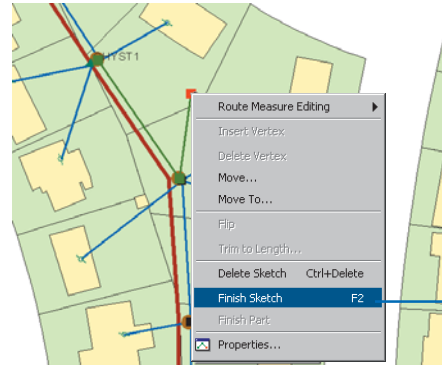 HYST1
Route Measure Editing
Insert Vertex
Delete Vertex
Move...
Move To...
Flip
Trim to Length...
Delete Sketch Ctrl+Delete
Finish Sketch F2
Finish Part
Properties...